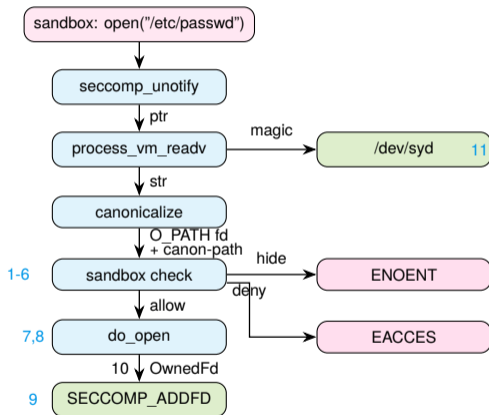 sandbox: open("/etc/passwd")
seccomp_unotify
ptr
process_vm_readv
magic
/dev/syd
11
str
canonicalize
O_PATH fd
+ canon-path
1-6
sandbox check
hide
ENOENT
deny
allow
7,8
do_open
EACCES
10
OwnedFd
9
SECCOMP_ADDFD